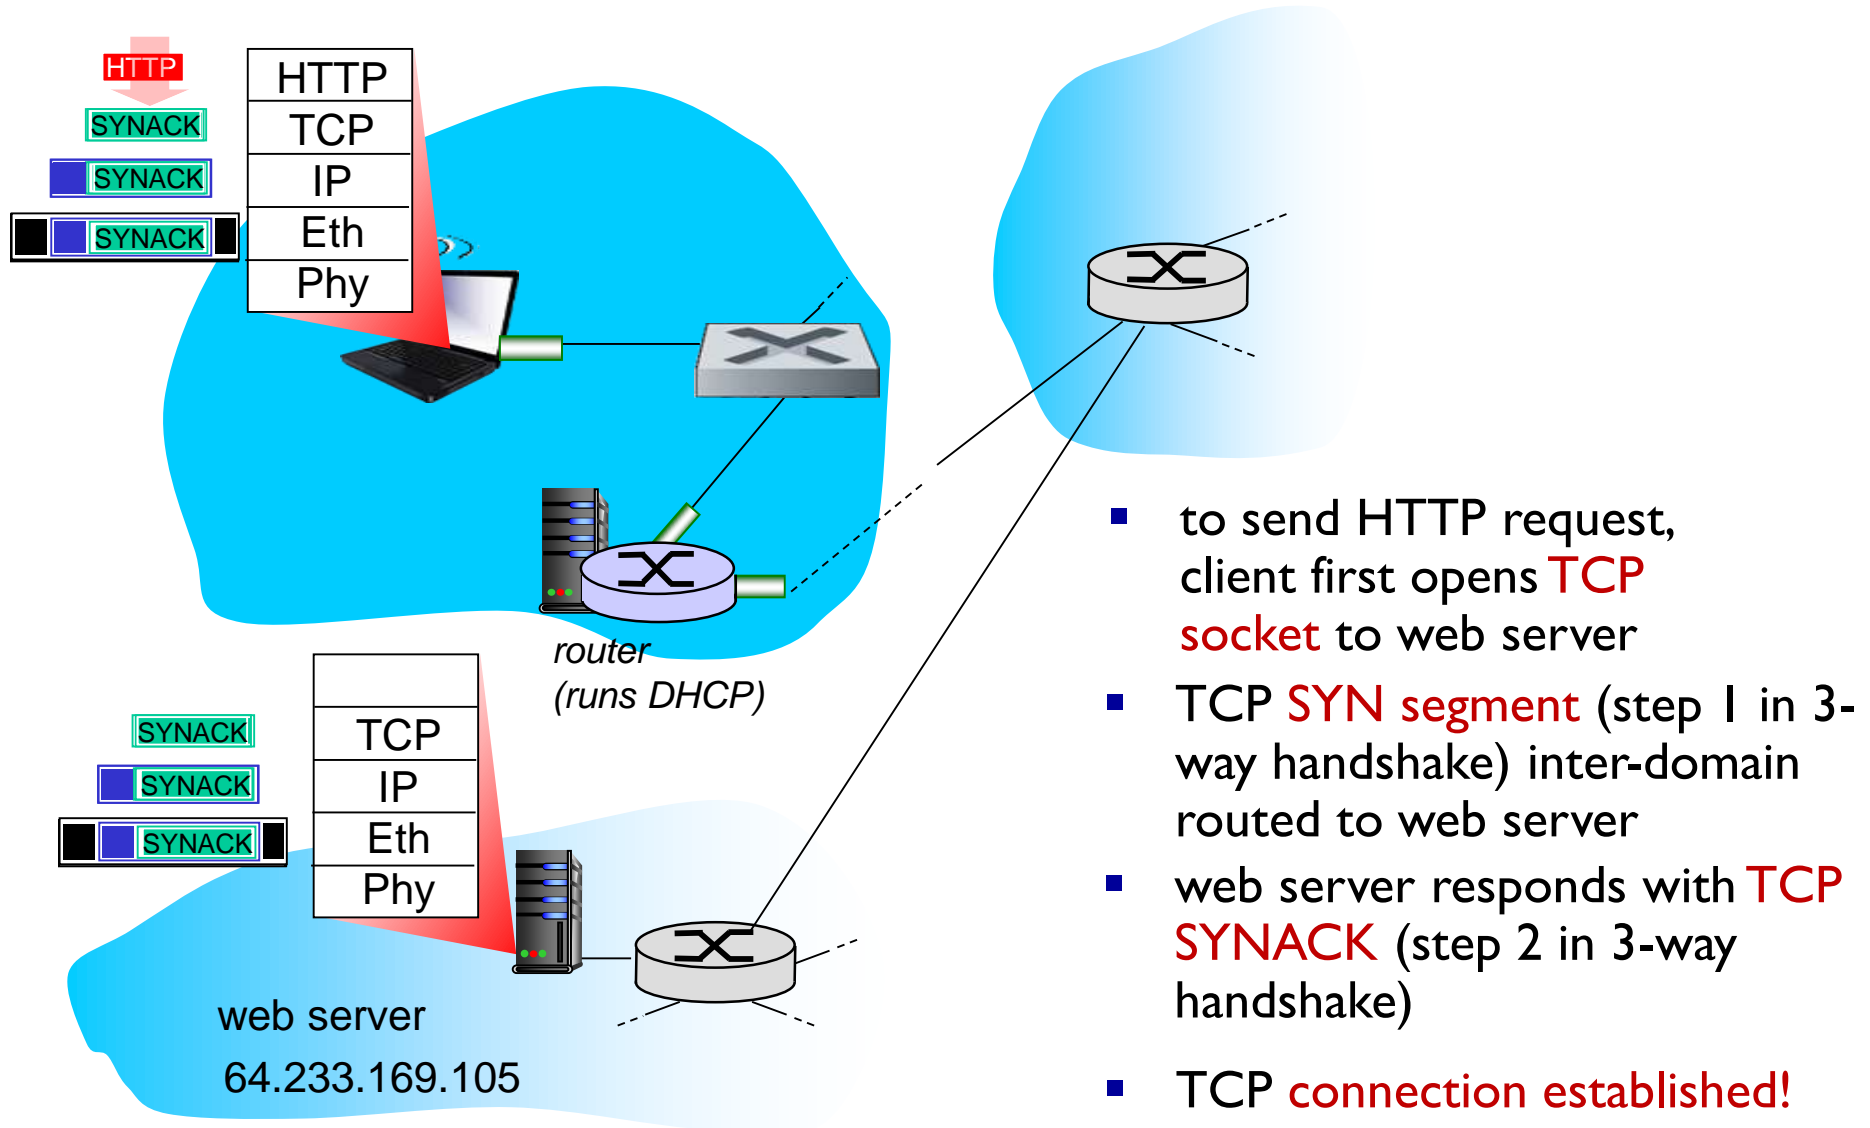 HTTP
SYNACK
SYNACK
SYNACK
HTTP
TCP
IP
Eth
Phy
router
(runs DHCP)
SYNACK
SYNACK
SYNACK
TCP
IP
Eth
Phy
web server
64.233.169.105
to send HTTP request,
client first opens TCP
socket to web server
TCP SYN segment (step 1 in 3-
way handshake) inter-domain
routed to web server
web server responds with TCP
SYNACK (step 2 in 3-way
handshake)
TCP connection established!